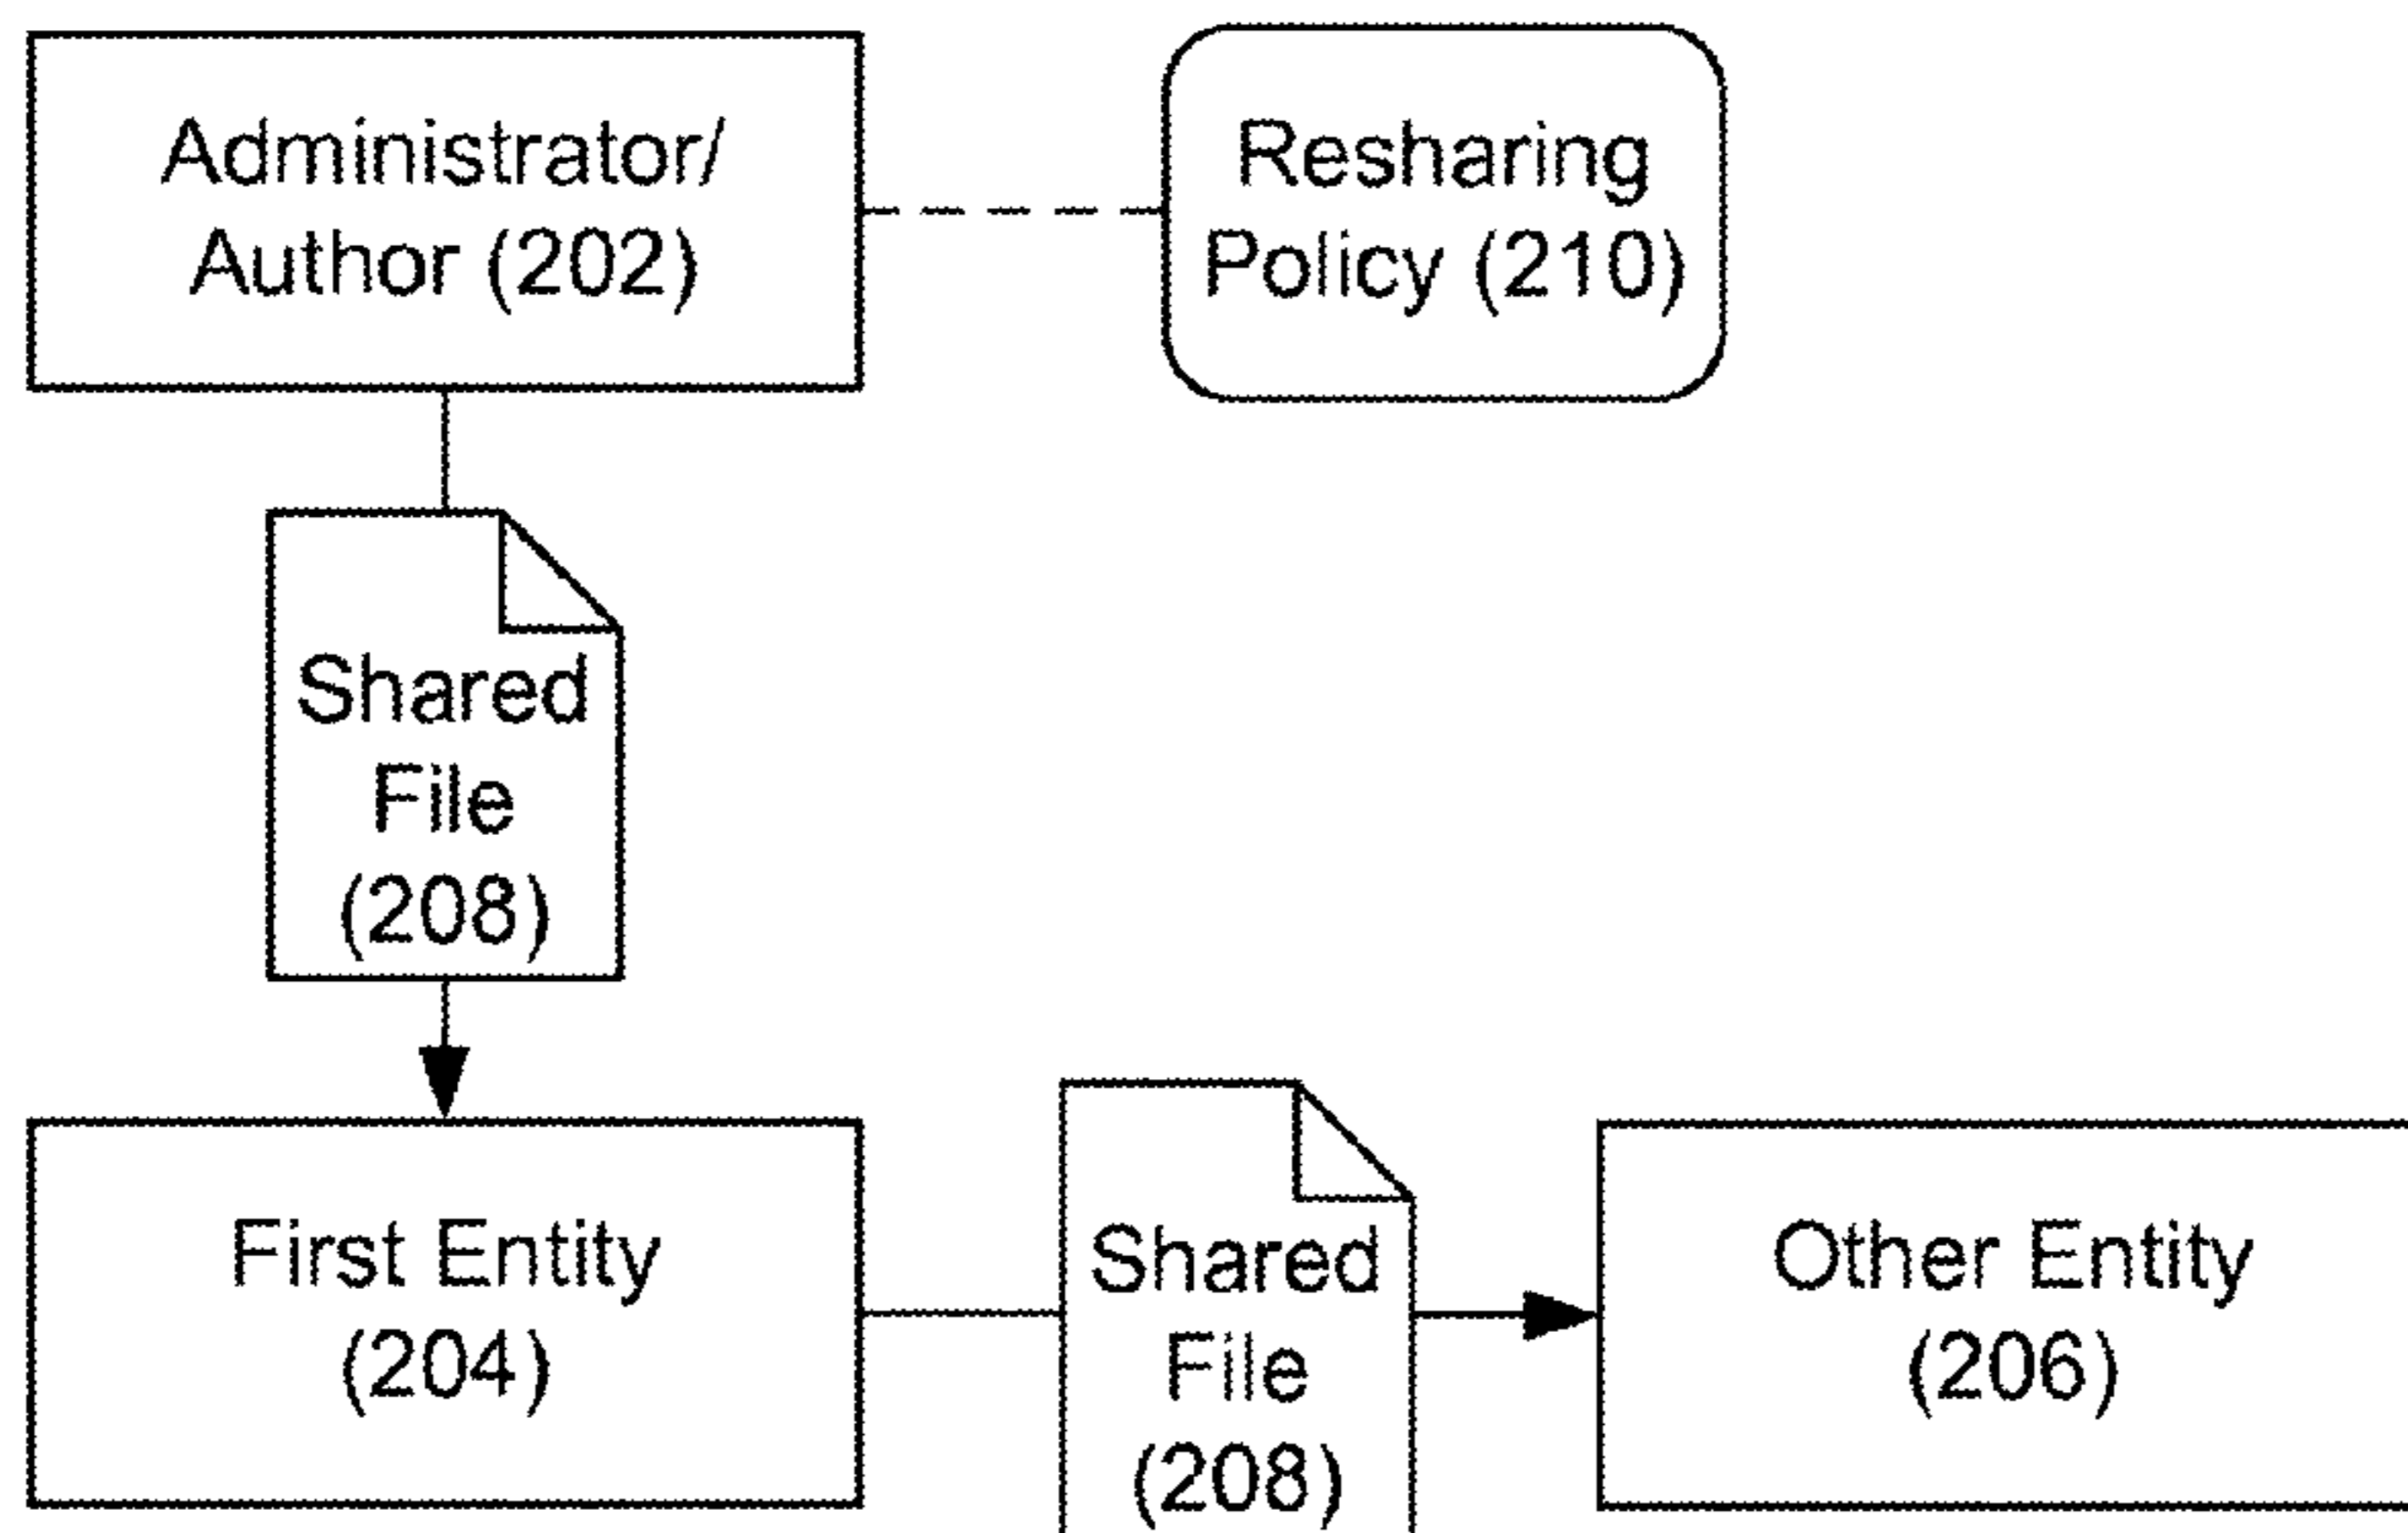 Administrator/
Author (202)
Resharing
Policy (210)
Shared
File
(208)
First Entity
(204)
Shared
File
(208)
Other Entity
(206)